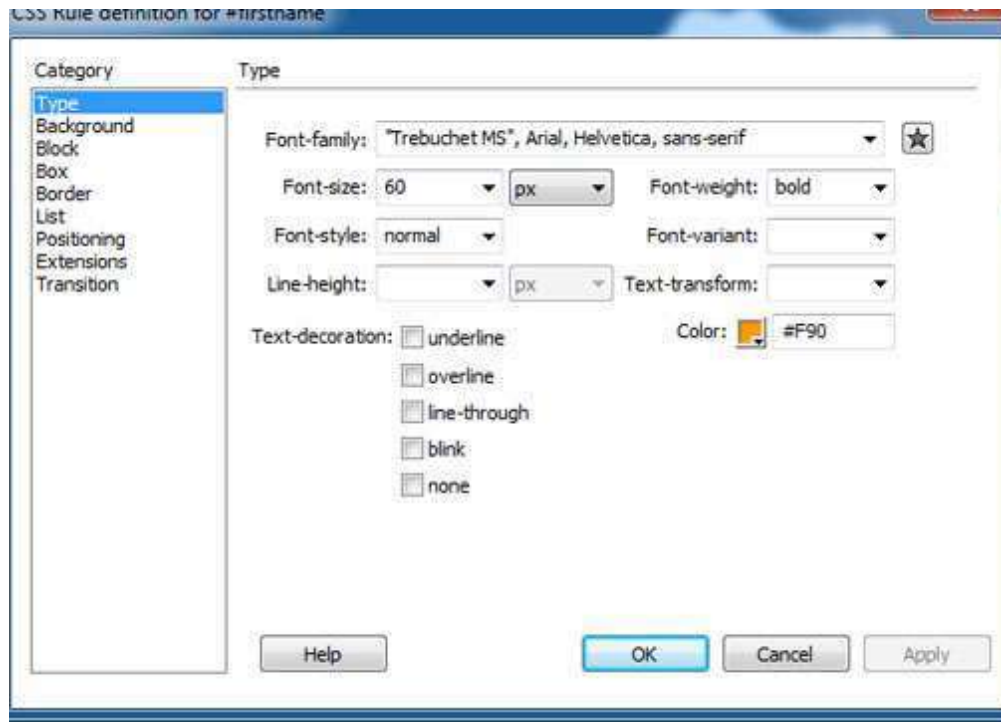 CSS Rule definition for #firstname
Category
Type
Type
Background
Block
Box
Border
List
Positioning
Extensions
Transition
Font-family: "Trebuchet MS", Arial, Helvetica, sans-serif
Font-size: 60 px Font-weight: bold
Font-style: normal Font-variant:
Line-height: px Text-transform:
Text-decoration: underline Color: #F90
overline
line-through
blink
none
Help OK Cancel Apply